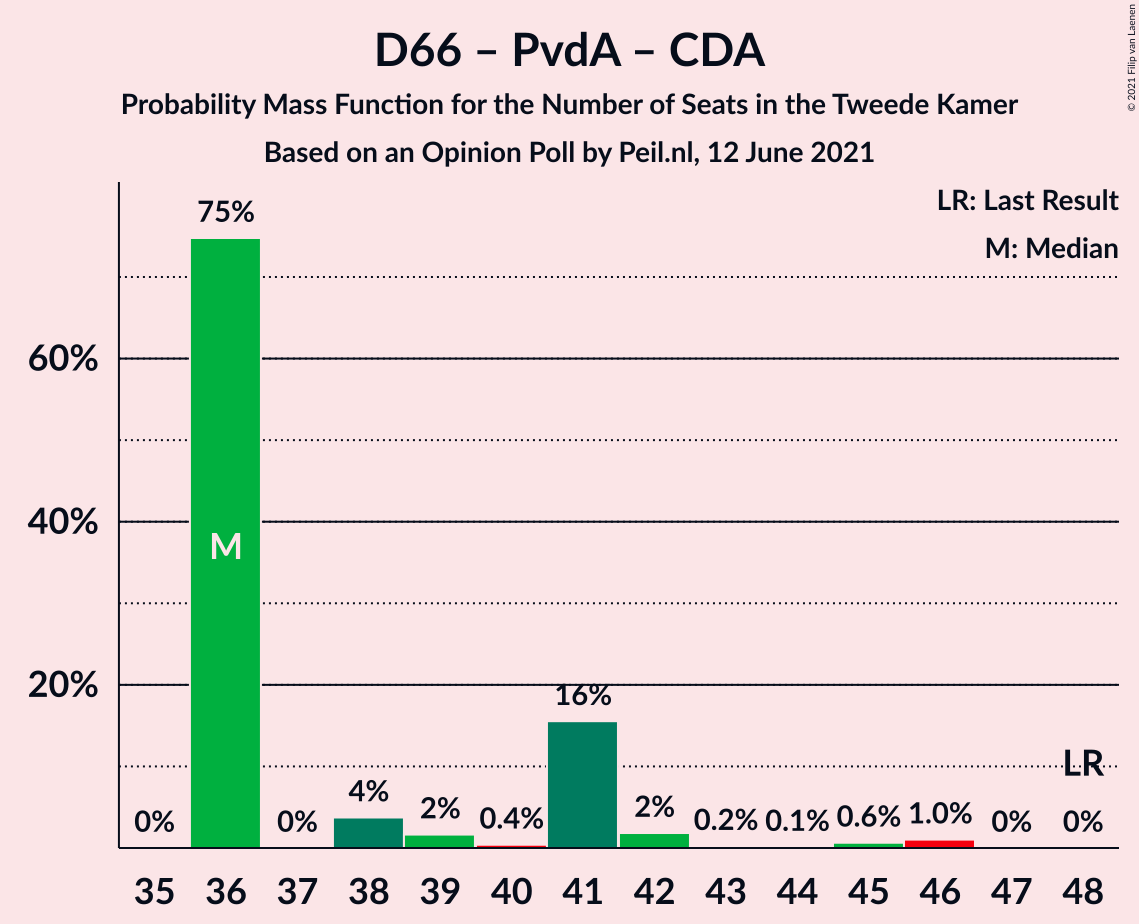 D66 – PvdA – CDA
Probability Mass Function for the Number of Seats in the Tweede Kamer
Based on an Opinion Poll by Peil.nl, 12 June 2021
© 2021 Filip van Laenen
LR: Last Result
M: Median
60%
40%
20%
0%
75%
0%
4%
2%
0.4%
16%
2%
0.2%
0.1%
0.6%
1.0%
0%
0%
M
LR
35 36 37 38 39 40 41 42 43 44 45 46 47 48